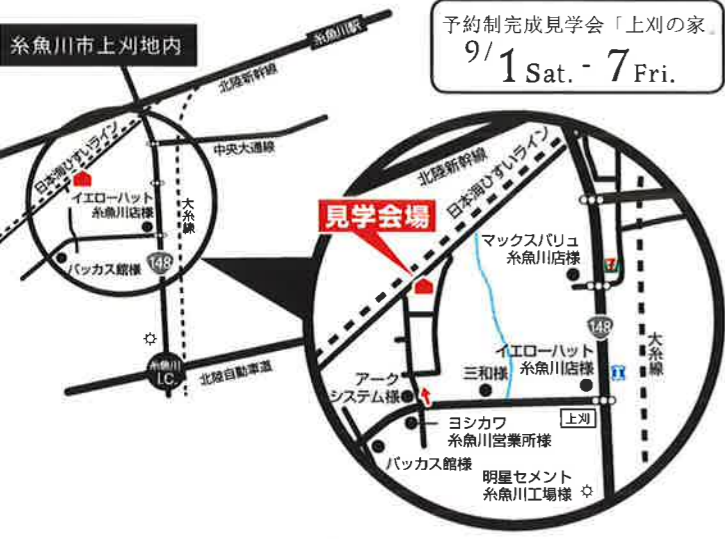 糸魚川市上刈地内
予約制完成見学会「上刈の家
9/1 Sat. - 7 Fri.
糸魚川駅
北陸新幹線
日本海ひすいライン
中央大通線
イエローハット
糸魚川店様
大糸線
バッカス館様
148
糸魚川
I.C.
北陸自動車道
北陸新幹線
日本海ひすいライン
見学会場
マックスバリュ
糸魚川店様
7
148
大糸線
イエローハット
糸魚川店様
三和様
アーク
システム様
上刈
ヨシカワ
糸魚川営業所様
バッカス館様
明星セメント
糸魚川工場様